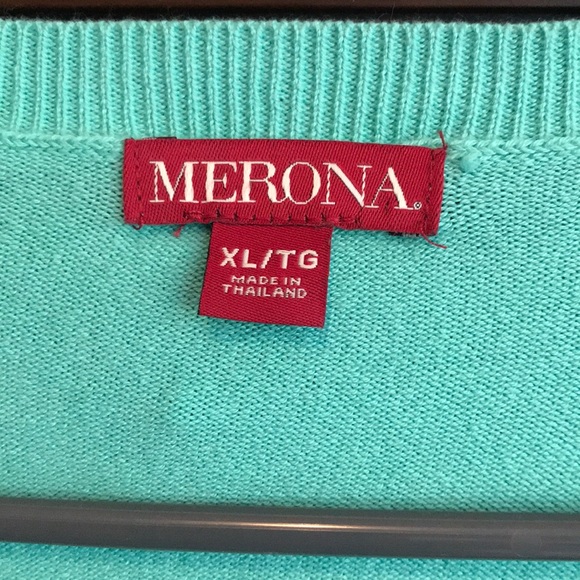 MERONA®
XL/TG
MADE IN
THAILAND